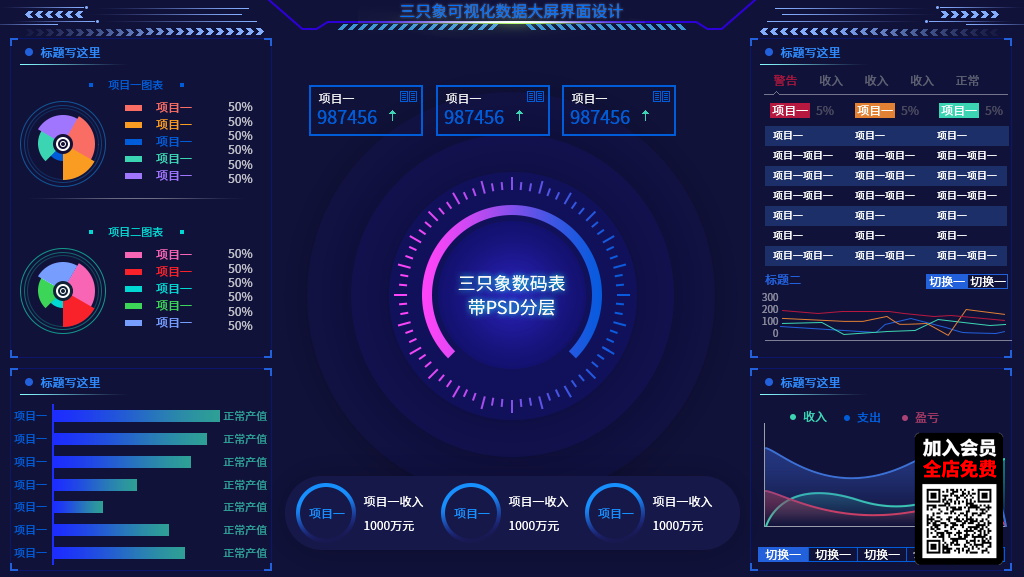 三只象可视化数据大屏界面设计
标题写这里
项目一图表
项目一 50%
项目一 50%
项目一 50%
项目一 50%
项目一 50%
50%
项目二图表
项目一 50%
项目一 50%
项目一 50%
项目一 50%
项目一 50%
50%
标题写这里
项目一 正常产值
项目一 正常产值
项目一 正常产值
项目一 正常产值
项目一 正常产值
项目一 正常产值
项目一 正常产值
项目一
987456 ↑
项目一
987456 ↑
项目一
987456 ↑
三只象数码表
带PSD分层
项目一 项目一收入
1000万元
项目一 项目一收入
1000万元
项目一 项目一收入
1000万元
标题写这里
警告 收入 收入 收入 正常
项目一 5% 项目一 5% 项目一 5%
项目一 项目一 项目一
项目一项目一 项目一项目一 项目一项目一
项目一项目一 项目一项目一 项目一项目一
项目一项目一 项目一项目一 项目一项目一
项目一 项目一 项目一
项目一 项目一 项目一
项目一项目一 项目一项目一 项目一项目一
标题二 切换一 切换一
300
200
100
0
标题写这里
收入 支出 盈亏
加入会员
全店免费
切换一 切换一 切换一